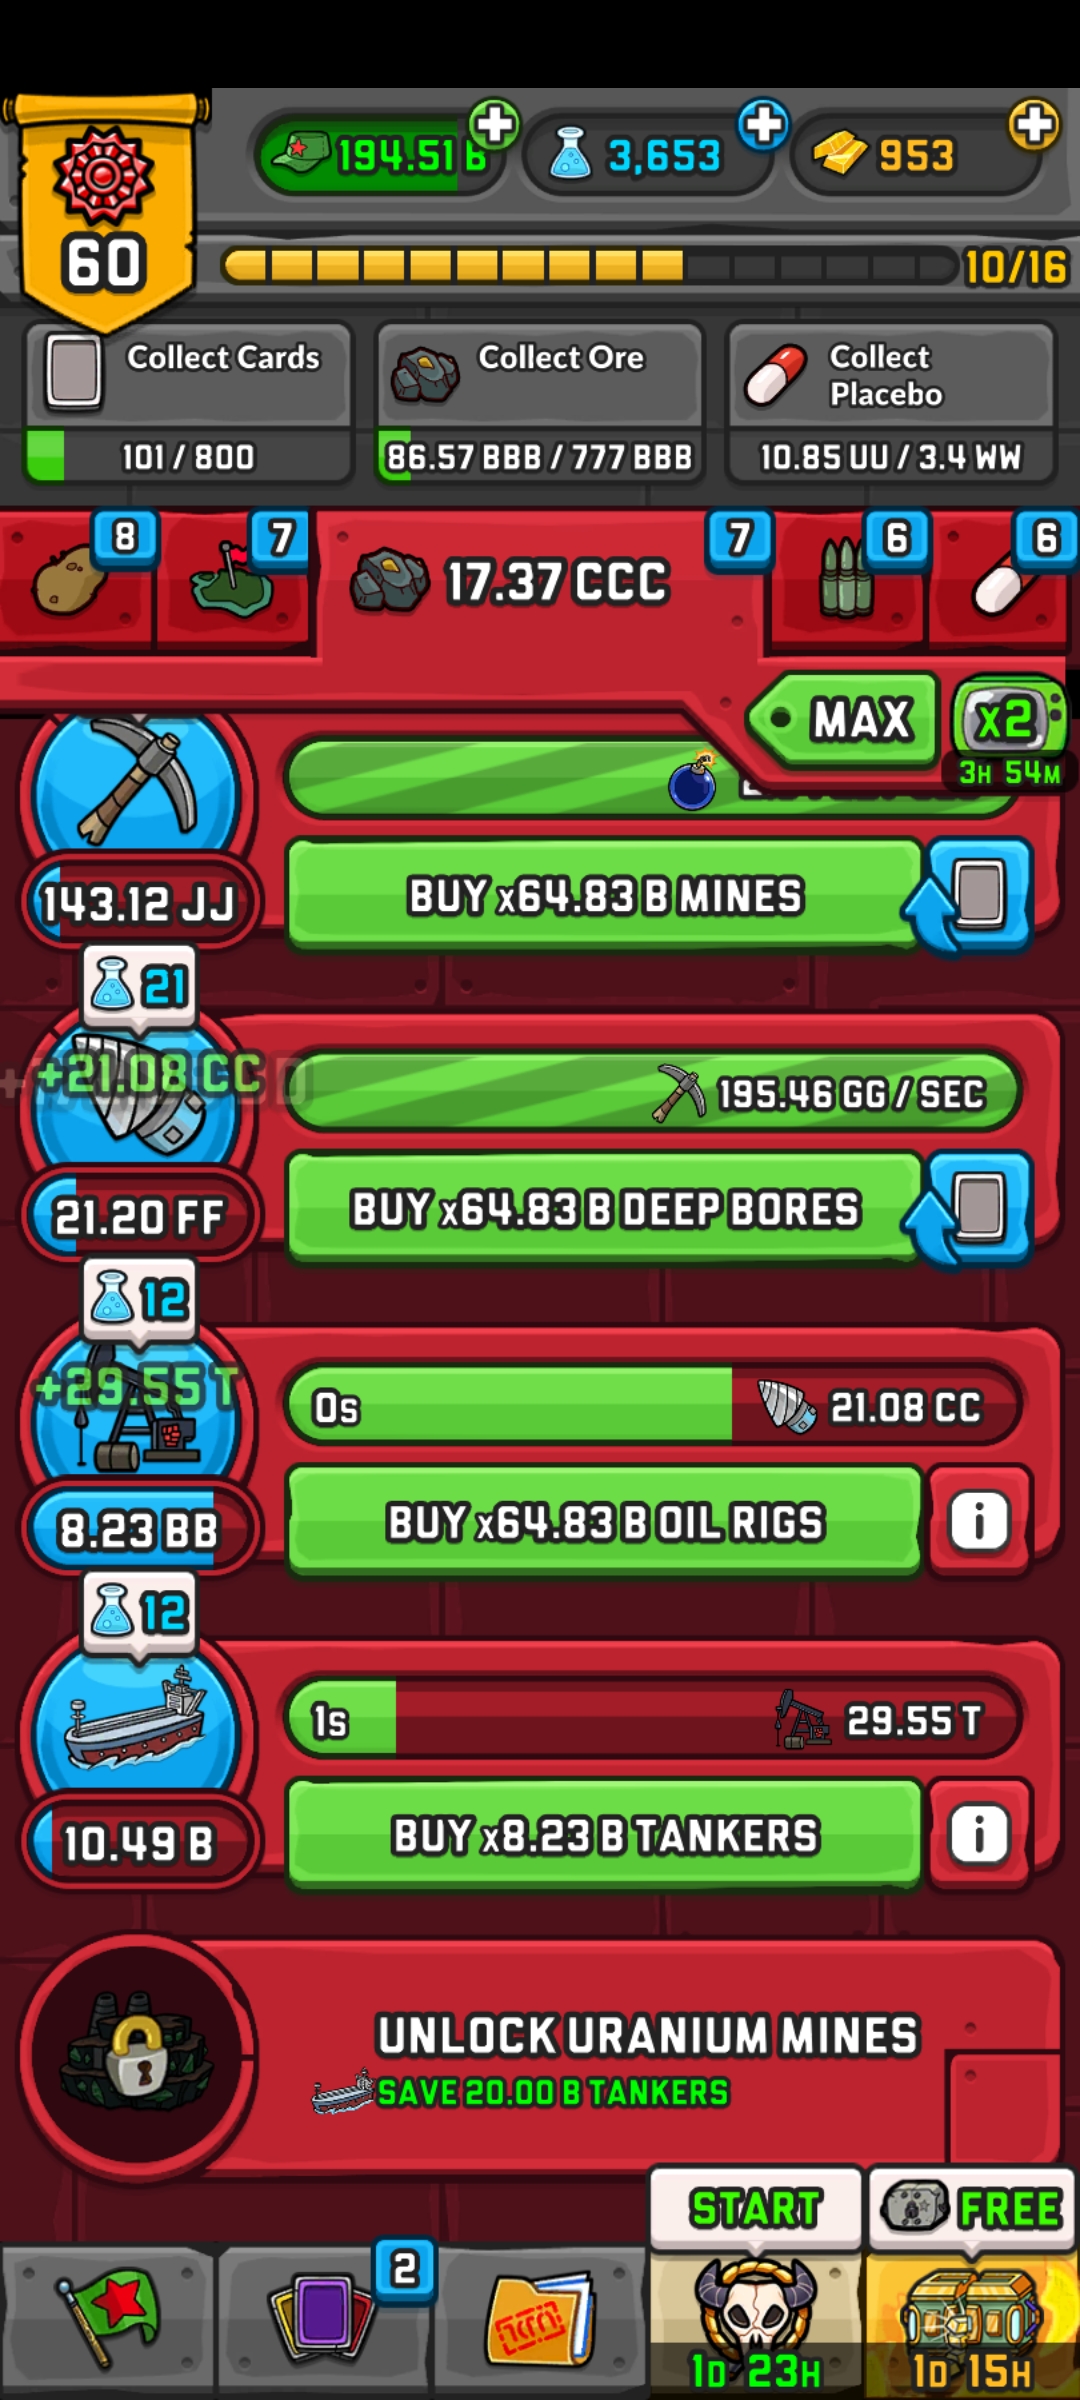 60
194.51 B
3,653
953
10/16
Collect Cards
101 / 800
Collect Ore
86.57 BBB / 777 BBB
Collect
Placebo
10.85 UU / 3.4 WW
8
7
17.37 CCC
7
6
6
MAX
x2
3H 54M
143.12 JJ
BUY x64.83 B MINES
21
+21.08 CC
195.46 GG / SEC
21.20 FF
BUY x64.83 B DEEP BORES
12
+29.55 T
0s
21.08 CC
8.23 BB
BUY x64.83 B OIL RIGS
i
12
1s
29.55 T
10.49 B
BUY x8.23 B TANKERS
i
UNLOCK URANIUM MINES
SAVE 20.00 B TANKERS
START
FREE
2
1D 23H
1D 15H